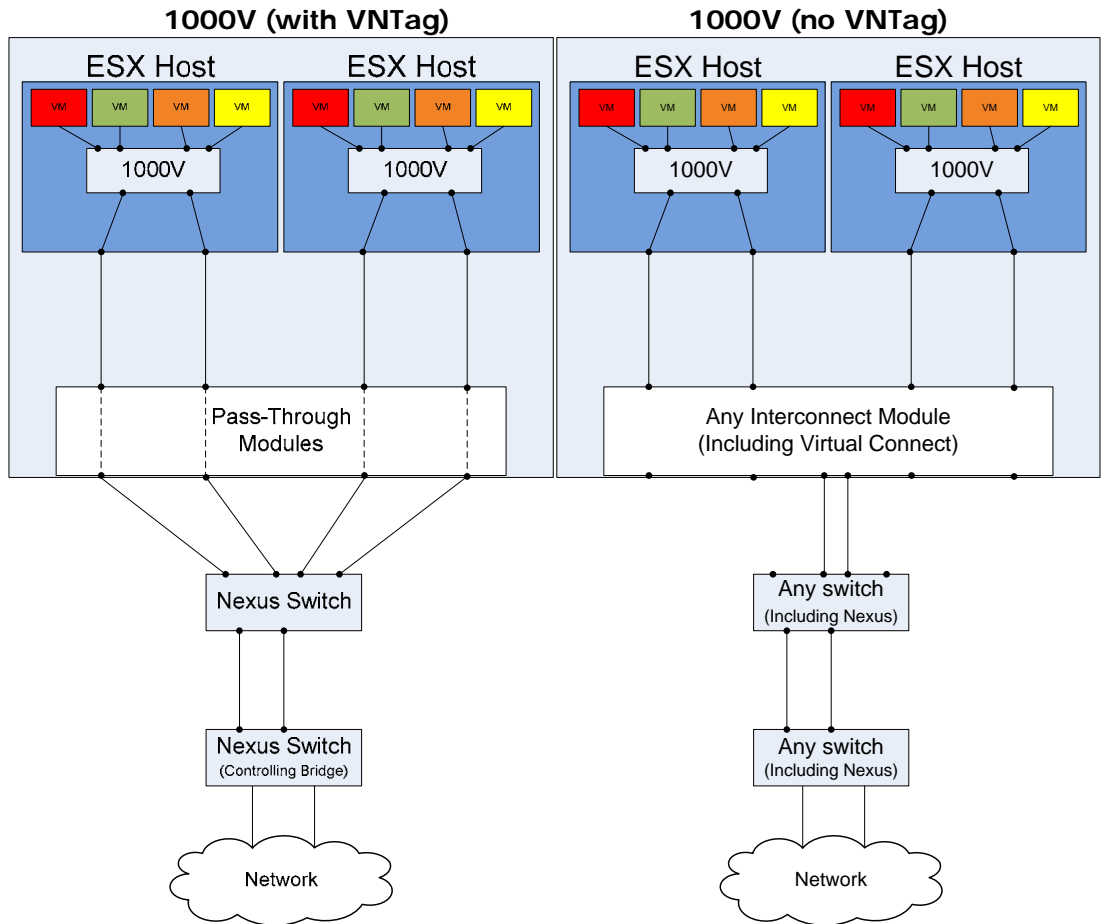 1000V (with VNTag)
ESX Host
ESX Host
VM
VM
VM
VM
VM
VM
VM
VM
1000V
1000V
Pass-Through
Modules
Nexus Switch
Nexus Switch
(Controlling Bridge)
Network
1000V (no VNTag)
ESX Host
ESX Host
VM
VM
VM
VM
VM
VM
VM
VM
1000V
1000V
Any Interconnect Module
(Including Virtual Connect)
Any switch
(Including Nexus)
Any switch
(Including Nexus)
Network